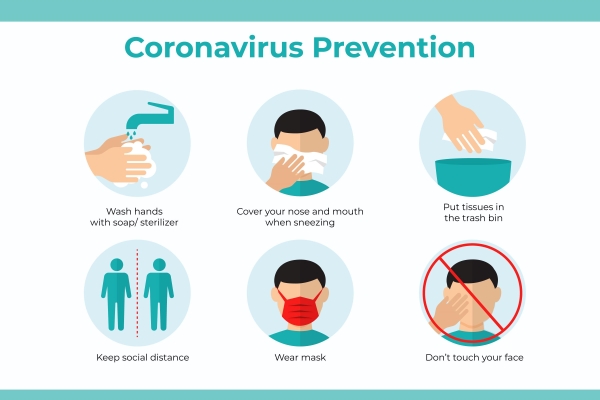 Coronavirus Prevention
Wash hands
with soap/ sterilizer
Cover your nose and mouth
when sneezing
Put tissues in
the trash bin
Keep social distance
Wear mask
Don't touch your face